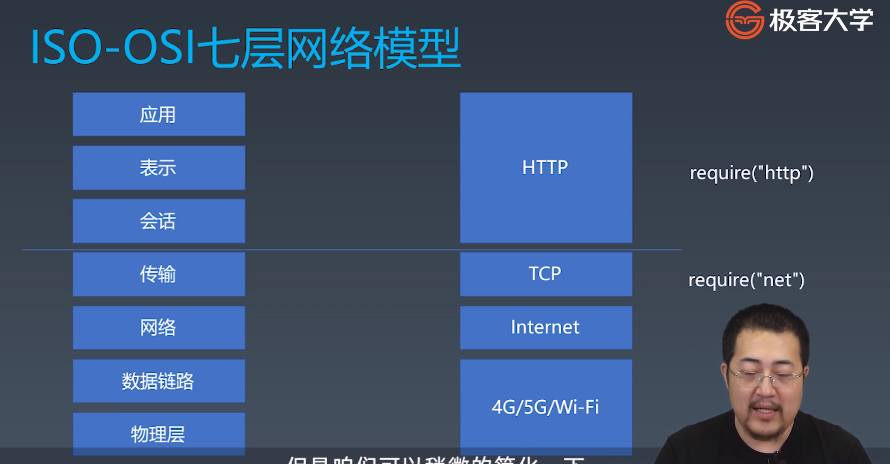 极客大学
ISO-OSI七层网络模型
应用
表示
会话
传输
网络
数据链路
物理层
HTTP
TCP
Internet
4G/5G/Wi-Fi
require("http")
require("net")
但是咱们可以稍微的简化一下